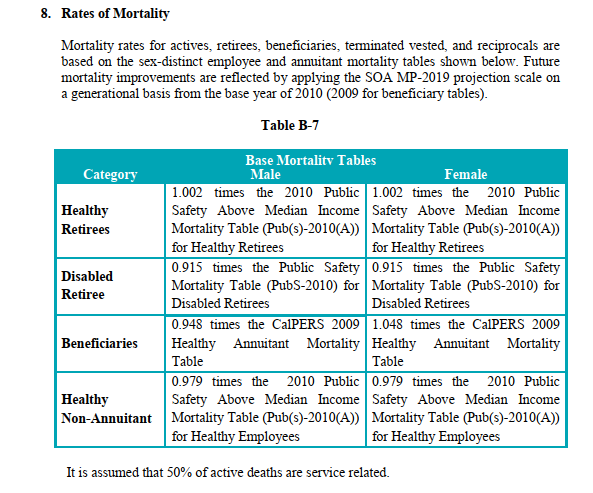 8. Rates of Mortality
Mortality rates for actives, retirees, beneficiaries, terminated vested, and reciprocals are
based on the sex-distinct employee and annuitant mortality tables shown below. Future
mortality improvements are reflected by applying the SOA MP-2019 projection scale on
a generational basis from the base year of 2010 (2009 for beneficiary tables).
Table B-7
Base Mortality Tables
Category Male Female
Healthy
Retirees
1.002 times the 2010 Public
Safety Above Median Income
Mortality Table (Pub(s)-2010(A))
for Healthy Retirees
1.002 times the 2010 Public
Safety Above Median Income
Mortality Table (Pub(s)-2010(A))
for Healthy Retirees
Disabled
Retiree
0.915 times the Public Safety
Mortality Table (PubS-2010) for
Disabled Retirees
0.915 times the Public Safety
Mortality Table (PubS-2010) for
Disabled Retirees
Beneficiaries
0.948 times the CalPERS 2009
Healthy Annuitant Mortality
Table
1.048 times the CalPERS 2009
Healthy Annuitant Mortality
Table
Healthy
Non-Annuitant
0.979 times the 2010 Public
Safety Above Median Income
Mortality Table (Pub(s)-2010(A))
for Healthy Employees
0.979 times the 2010 Public
Safety Above Median Income
Mortality Table (Pub(s)-2010(A))
for Healthy Employees
It is assumed that 50% of active deaths are service related.